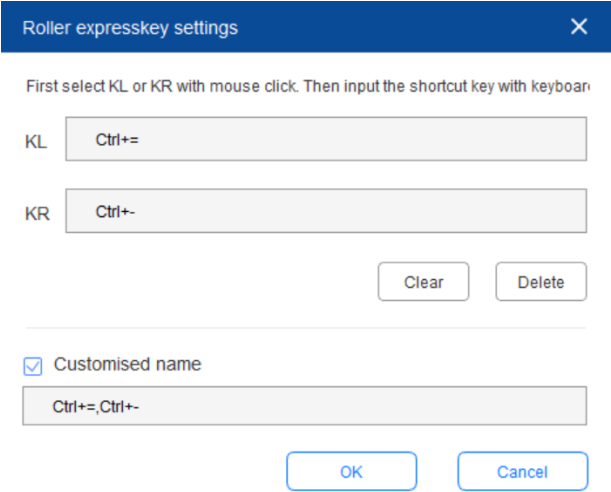 Roller expresskey settings
First select KL or KR with mouse click. Then input the shortcut key with keyboar
KL Ctrl+=
KR Ctrl+-
Clear Delete
Customised name
Ctrl+=,Ctrl+-
OK Cancel